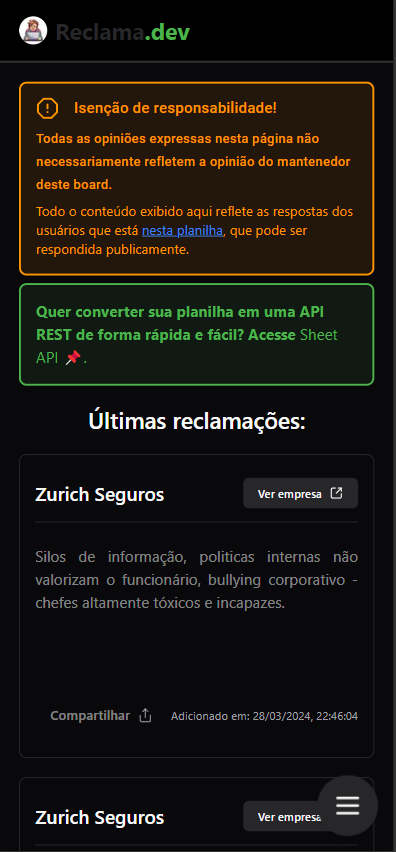 Reclama.dev
Isenção de responsabilidade!
Todas as opiniões expressas nesta página não
necessariamente refletem a opinião do mantenedor
deste board.
Todo o conteúdo exibido aqui reflete as respostas dos
usuários que está nesta planilha, que pode ser
respondida publicamente.
Quer converter sua planilha em uma API
REST de forma rápida e fácil? Acesse Sheet
API 📌.
Últimas reclamações:
Zurich Seguros
Ver empresa
Silos de informação, politicas internas não
valorizam o funcionário, bullying corporativo -
chefes altamente tóxicos e incapazes.
Compartilhar
Adicionado em: 28/03/2024, 22:46:04
Zurich Seguros
Ver empresa